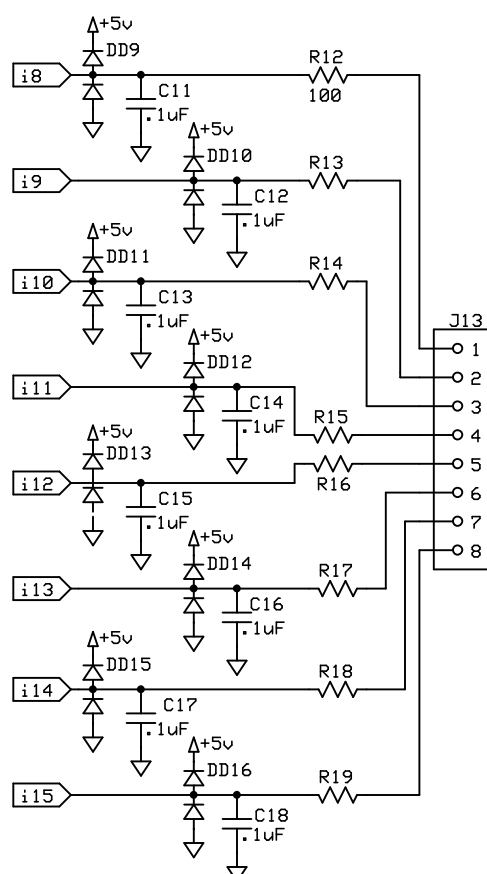 +5v
DD9
R12
i8
C11
100
.1uF
+5v
DD10
R13
i9
C12
+5v
.1uF
DD11
R14
i10
C13
.1uF
+5v
J13
1
DD12
2
i11
C14
3
.1uF
R15
4
+5v
DD13
5
i12
R16
C15
6
.1uF
+5v
7
DD14
8
R17
i13
C16
.1uF
+5v
DD15
R18
i14
C17
.1uF
+5v
DD16
R19
i15
C18
.1uF